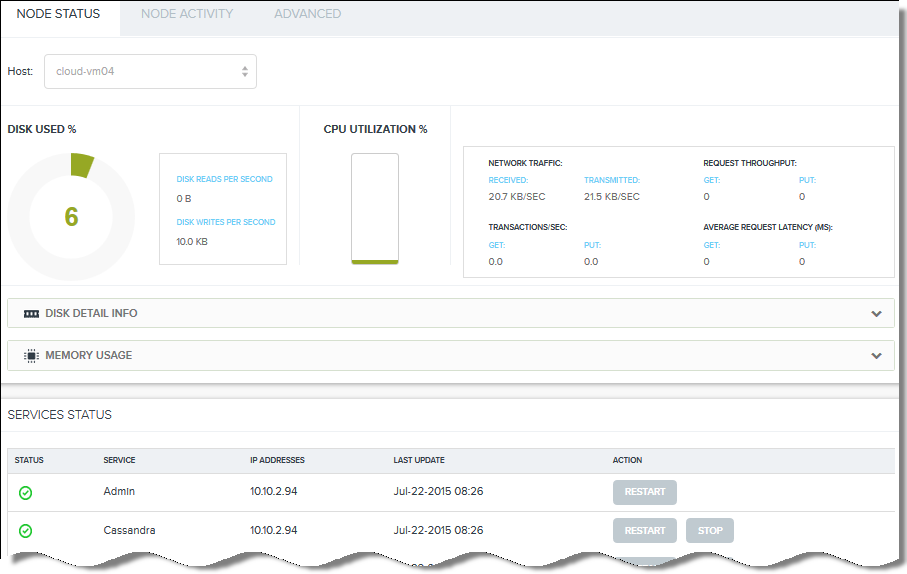 NODE STATUS NODE ACTIVITY ADVANCED
Host: cloud-vm04
DISK USED % CPU UTILIZATION %
6
DISK READS PER SECOND
0 B
DISK WRITES PER SECOND
10.0 KB
NETWORK TRAFFIC: REQUEST THROUGHPUT:
RECEIVED: TRANSMITTED: GET: PUT:
20.7 KB/SEC 21.5 KB/SEC 0 0
TRANSACTIONS/SEC: AVERAGE REQUEST LATENCY (MS):
GET: PUT: GET: PUT:
0.0 0.0 0 0
DISK DETAIL INFO
MEMORY USAGE
SERVICES STATUS
STATUS SERVICE IP ADDRESSES LAST UPDATE ACTION
Admin 10.10.2.94 Jul-22-2015 08:26 RESTART
Cassandra 10.10.2.94 Jul-22-2015 08:26 RESTART STOP